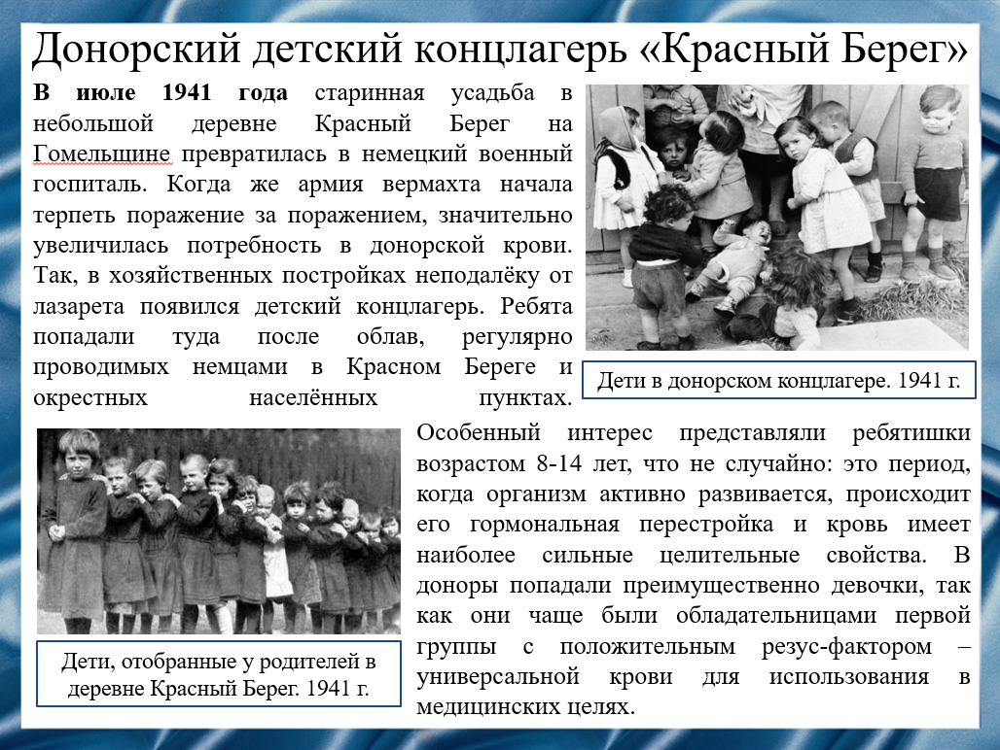 Донорский детский концлагерь «Красный Берег»
В июле 1941 года старинная усадьба в
небольшой деревне Красный Берег на
Гомельщине превратилась в немецкий военный
госпиталь. Когда же армия вермахта начала
терпеть поражение за поражением, значительно
увеличилась потребность в донорской крови.
Так, в хозяйственных постройках неподалёку от
лазарета появился детский концлагерь. Ребята
попадали туда после облав, регулярно
проводимых немцами в Красном Береге и
окрестных населённых пунктах.
Дети в донорском концлагере. 1941 г.
Особенный интерес представляли ребятишки
возрастом 8-14 лет, что не случайно: это период,
когда организм активно развивается, происходит
его гормональная перестройка и кровь имеет
наиболее сильные целительные свойства. В
доноры попадали преимущественно девочки, так
как они чаще были обладательницами первой
группы с положительным резус-фактором –
универсальной крови для использования в
медицинских целях.
Дети, отобранные у родителей в
деревне Красный Берег. 1941 г.